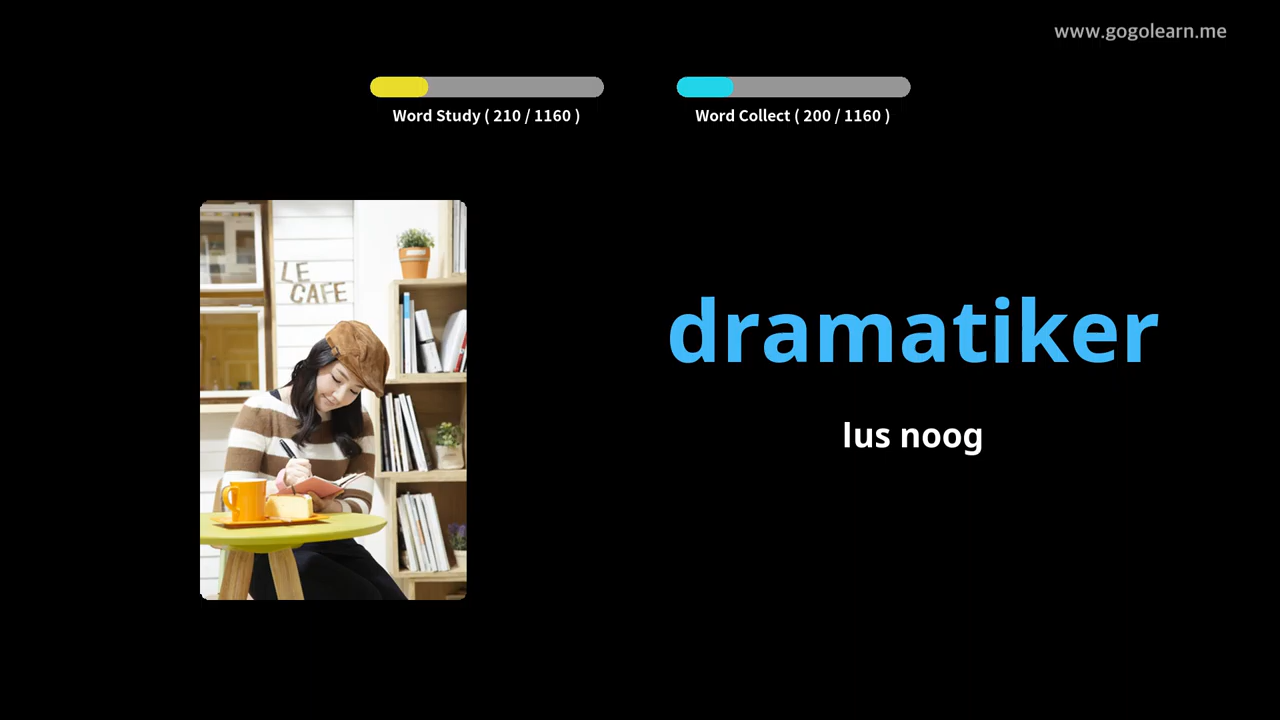 www.gogolearn.me
Word Study ( 210 / 1160 )
Word Collect ( 200 / 1160 )
LE
CAFE
dramatiker
lus noog